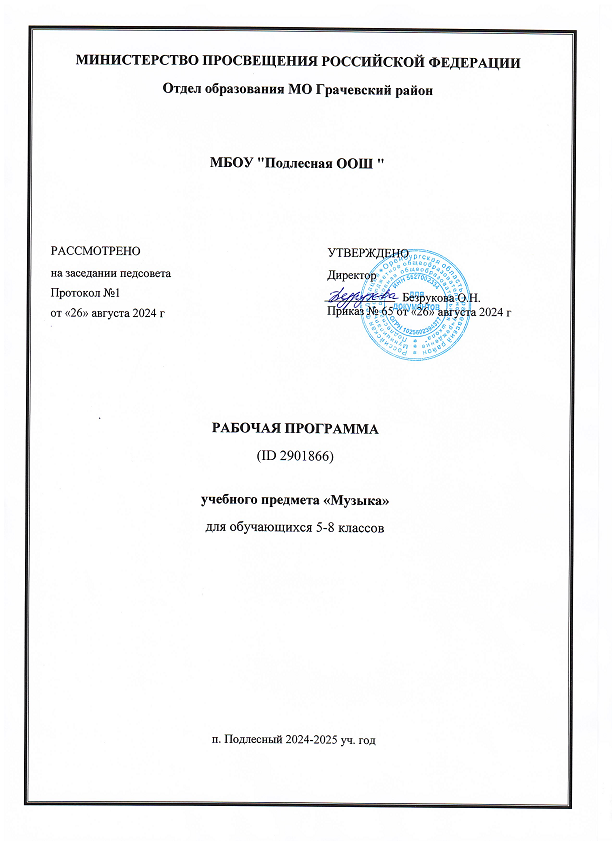 МИНИСТЕРСТВО ПРОСВЕЩЕНИЯ РОССИЙСКОЙ ФЕДЕРАЦИИ
Отдел образования МО Грачевский район
МБОУ "Подлесная ООШ "
РАССМОТРЕНО
на заседании педсовета
Протокол №1
от «26» августа 2024 г
УТВЕРЖДЕНО
Директор
Безрукова О.Н.
Приказ № 65 от «26» августа 2024 г
ДЛЯ
ДОКУМЕНТОВ
РАБОЧАЯ ПРОГРАММА
(ID 2901866)
учебного предмета «Музыка»
для обучающихся 5-8 классов
п. Подлесный 2024-2025 уч. год